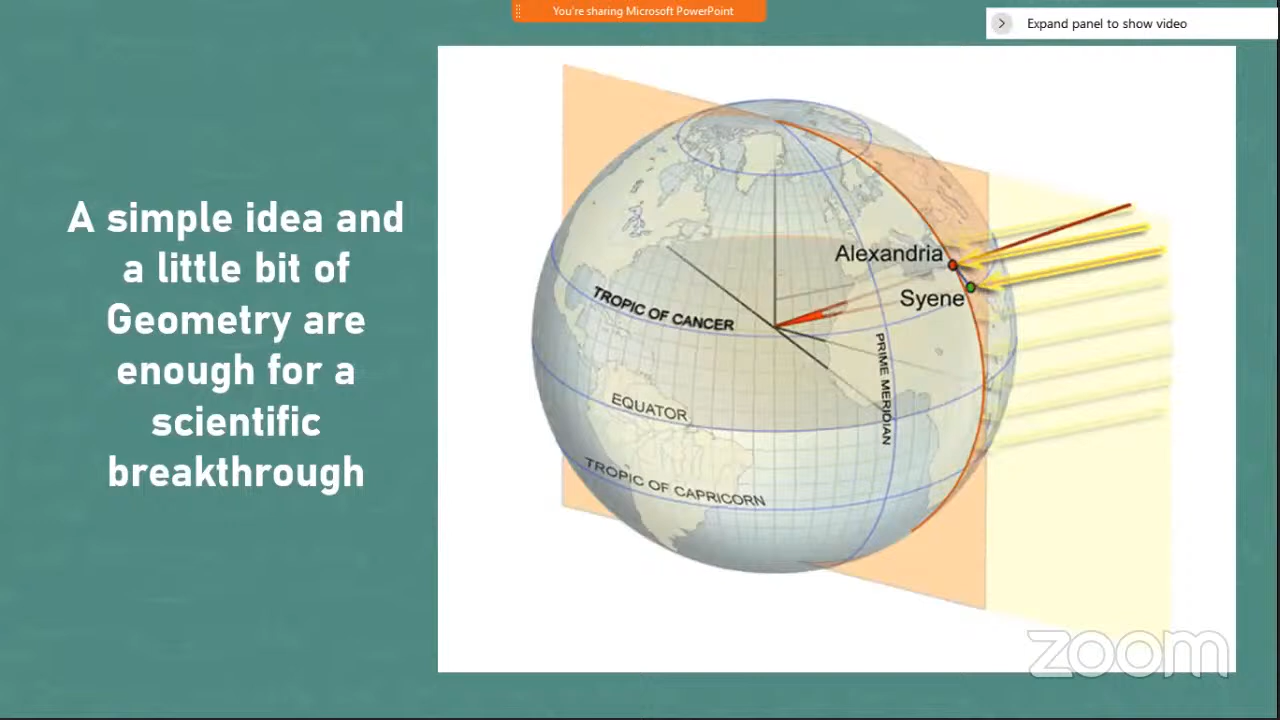 You're sharing Microsoft PowerPoint
Expand panel to show video
A simple idea and
a little bit of
Geometry are
enough for a
scientific
breakthrough
Alexandria
Syene
TROPIC OF CANCER
PRIME MERIDIAN
EQUATOR
TROPIC OF CAPRICORN
zoom